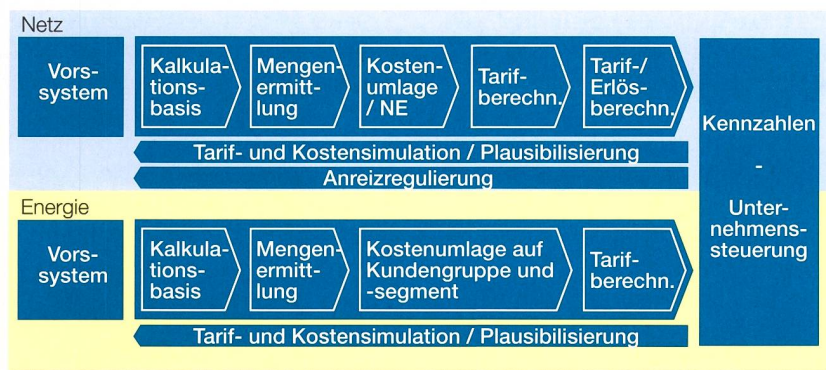 Netz
Vors-
system
Kalkula-
tions-
basis
Mengen-
ermitt-
lung
Kosten-
umlage
/ NE
Tarif-
berechn.
Tarif-/
Erlös-
berechn.
Tarif- und Kostensimulation / Plausibilisierung
Anreizregulierung
Energie
Vors-
system
Kalkula-
tions-
basis
Mengen-
ermitt-
lung
Kostenumlage auf
Kundengruppe und
-segment
Tarif-
berechn.
Tarif- und Kostensimulation / Plausibilisierung
Kennzahlen
-
Unter-
nehmens-
steuerung